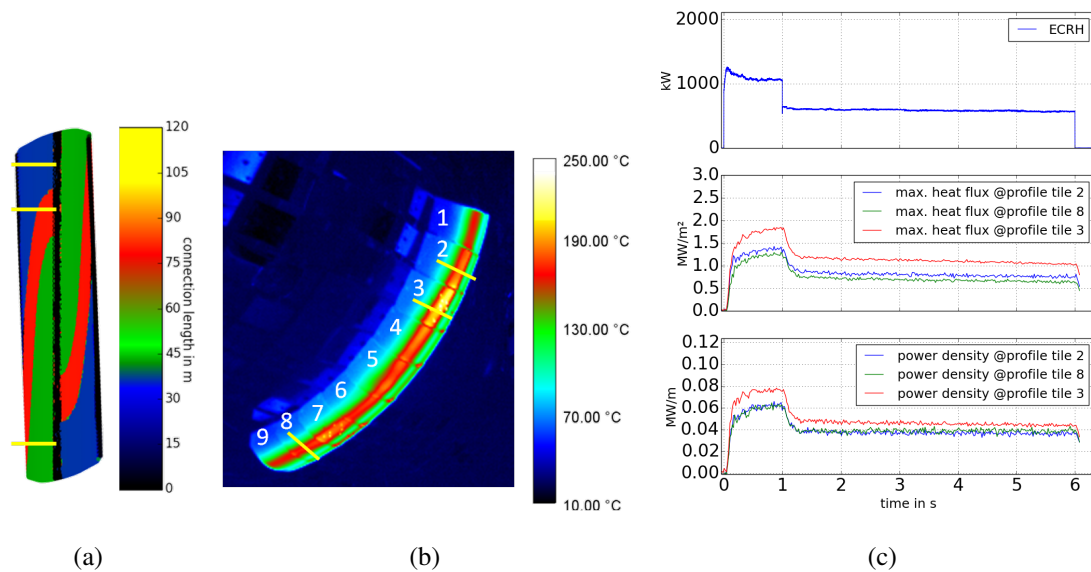 120
105
90
75
60
45
30
15
0
connection length in m
(a)
1
2
3
4
5
6
7
8
9
250.00 °C
190.00 °C
130.00 °C
70.00 °C
10.00 °C
(b)
2000
1000
0
kW
ECRH
3.0
2.5
2.0
1.5
1.0
0.5
0.0
MW/m²
max. heat flux @profile tile 2
max. heat flux @profile tile 8
max. heat flux @profile tile 3
0.12
0.10
0.08
0.06
0.04
0.02
0.00
MW/m
power density @profile tile 2
power density @profile tile 8
power density @profile tile 3
0 1 2 3 4 5 6
time in s
(c)